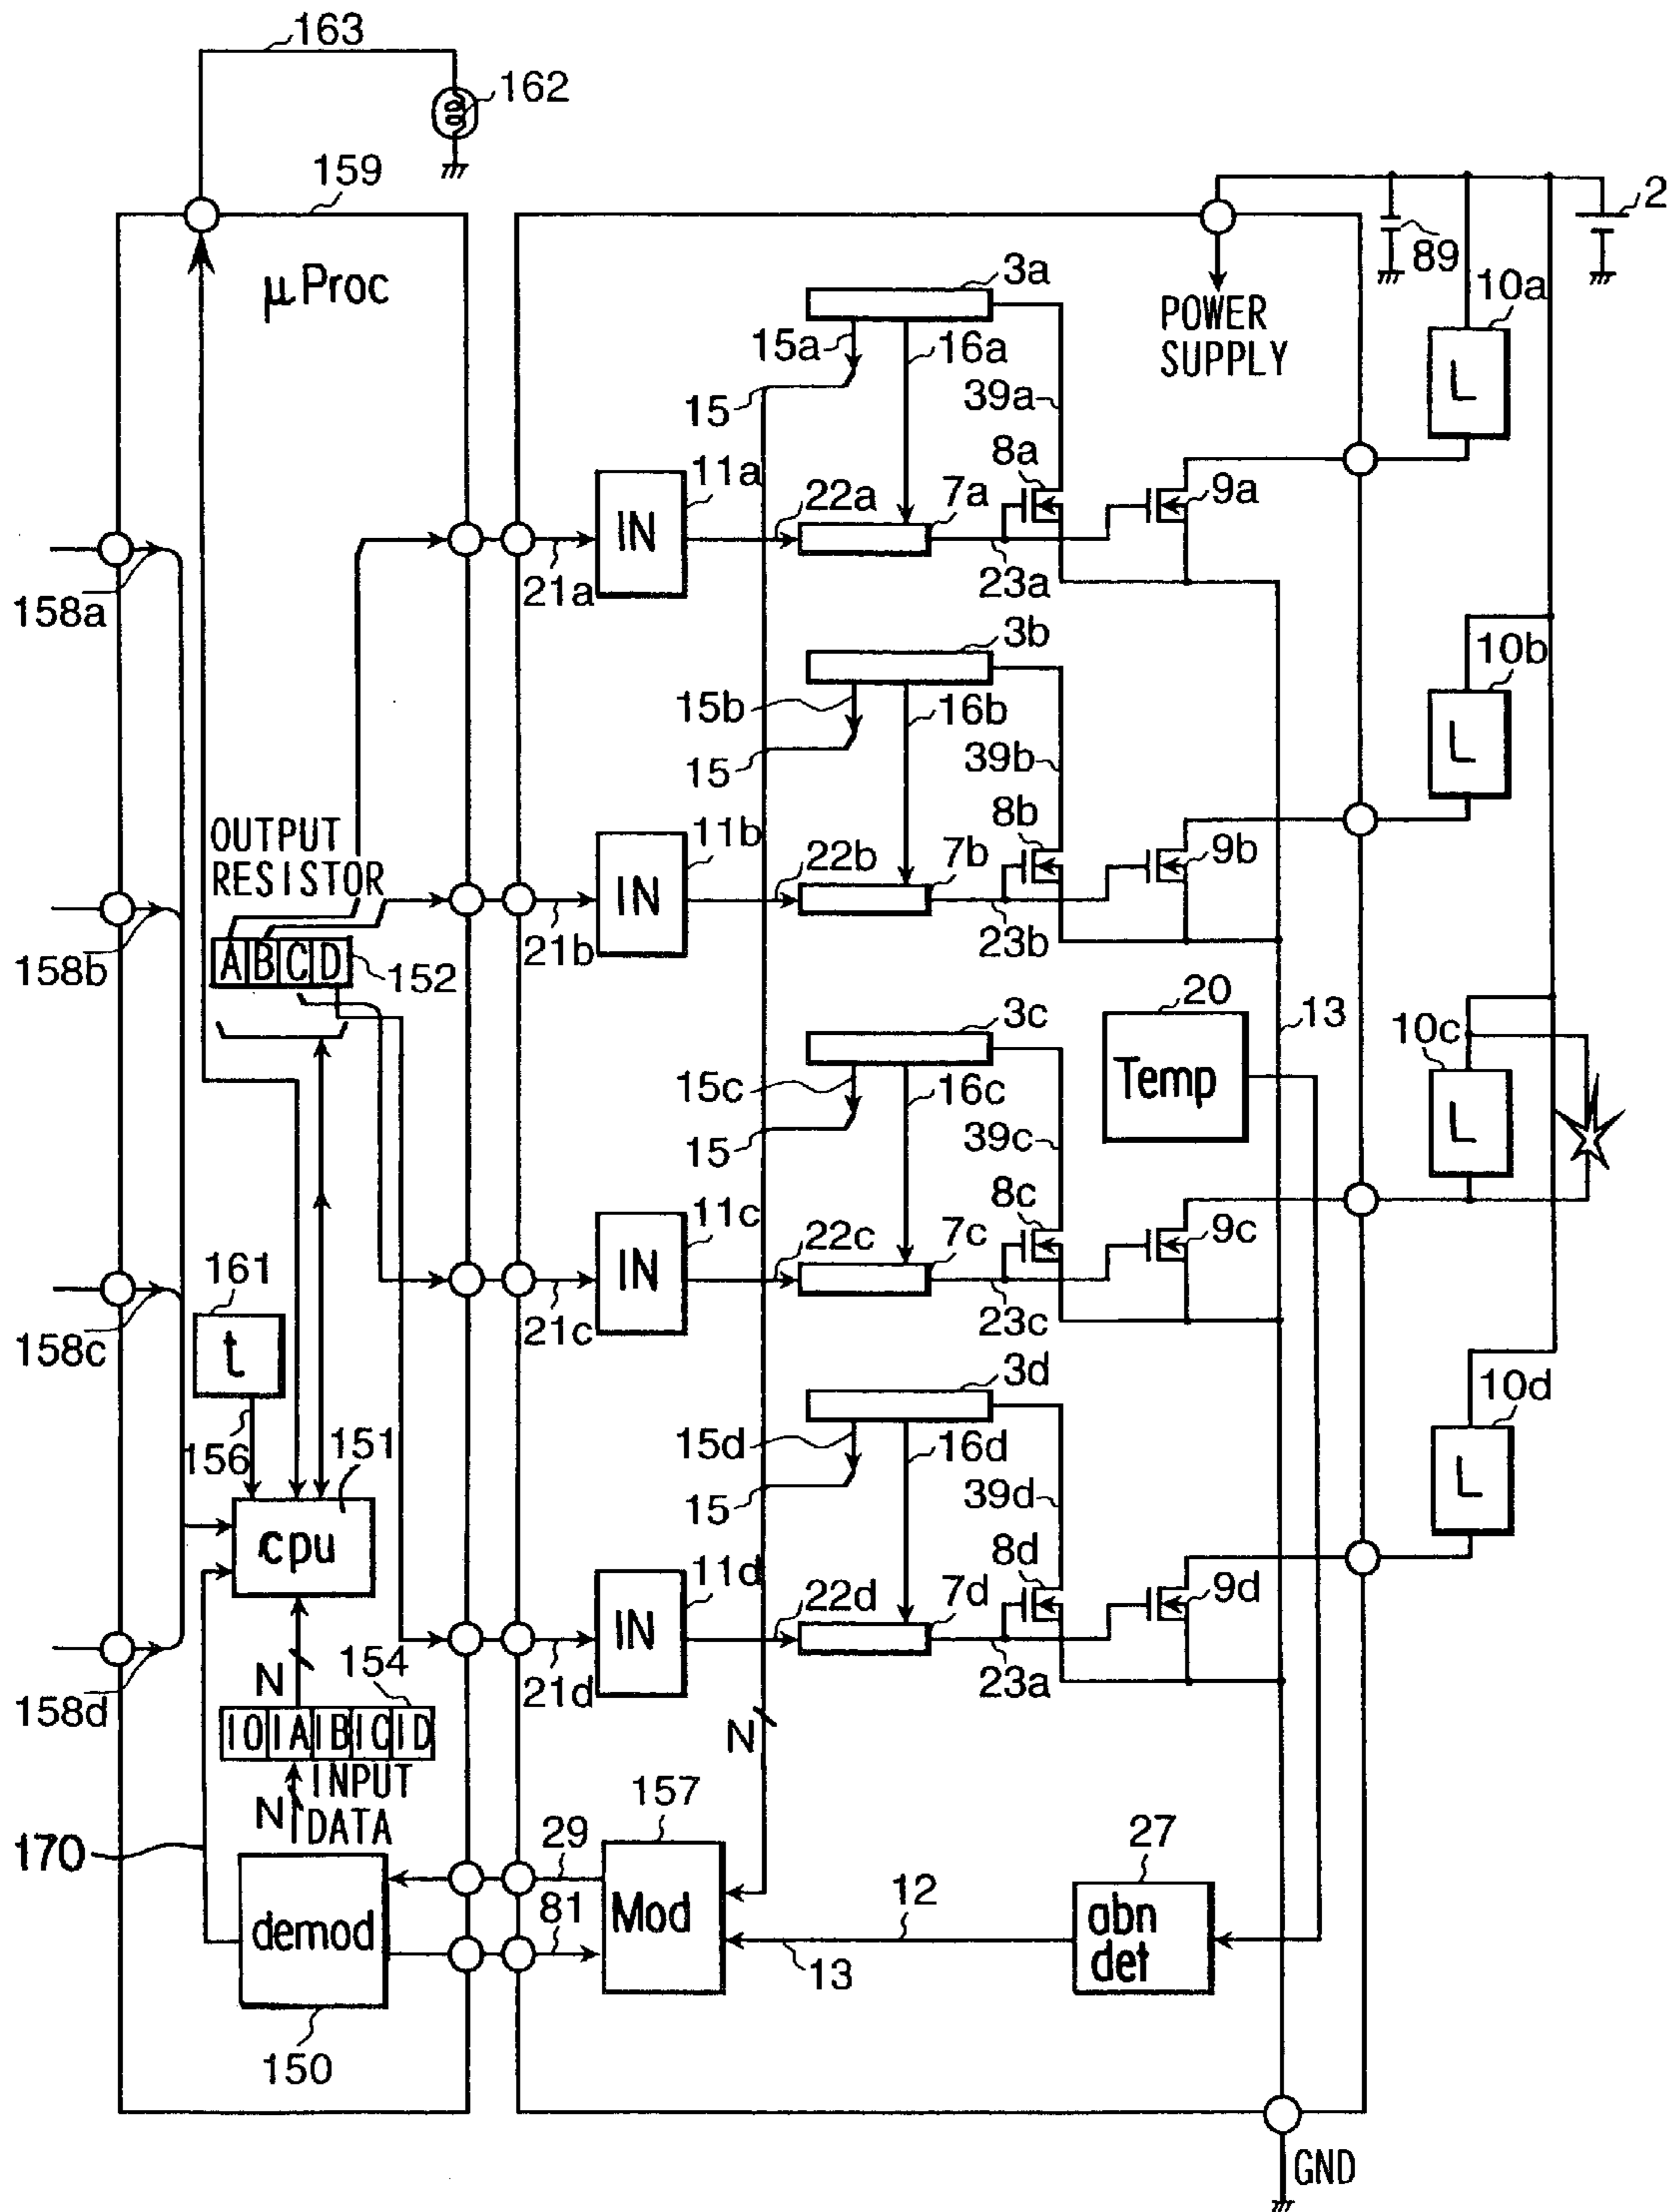 163
162
159
2
μProc
89
3a
10a
POWER
SUPPLY
15a
16a
L
39a
15
8a
11a
22a
7a
9a
IN
21a
23a
158a
3b
10b
15b
16b
L
39b
15
8b
OUTPUT
RESISTOR
11b
22b
7b
9b
IN
21b
23b
158b
A B C D
152
20
3c
13
10c
Temp
15c
16c
L
39c
15
8c
11c
22c
7c
9c
161
IN
t
21c
23c
158c
3d
10d
156
151
15d
16d
L
39d
15
cpu
8d
11d
22d
7d
9d
IN
N
154
21d
23a
158d
IO IA IB IC ID
N
INPUT
N
DATA
157
170
29
27
12
demod
81
Mod
abn
det
13
150
GND